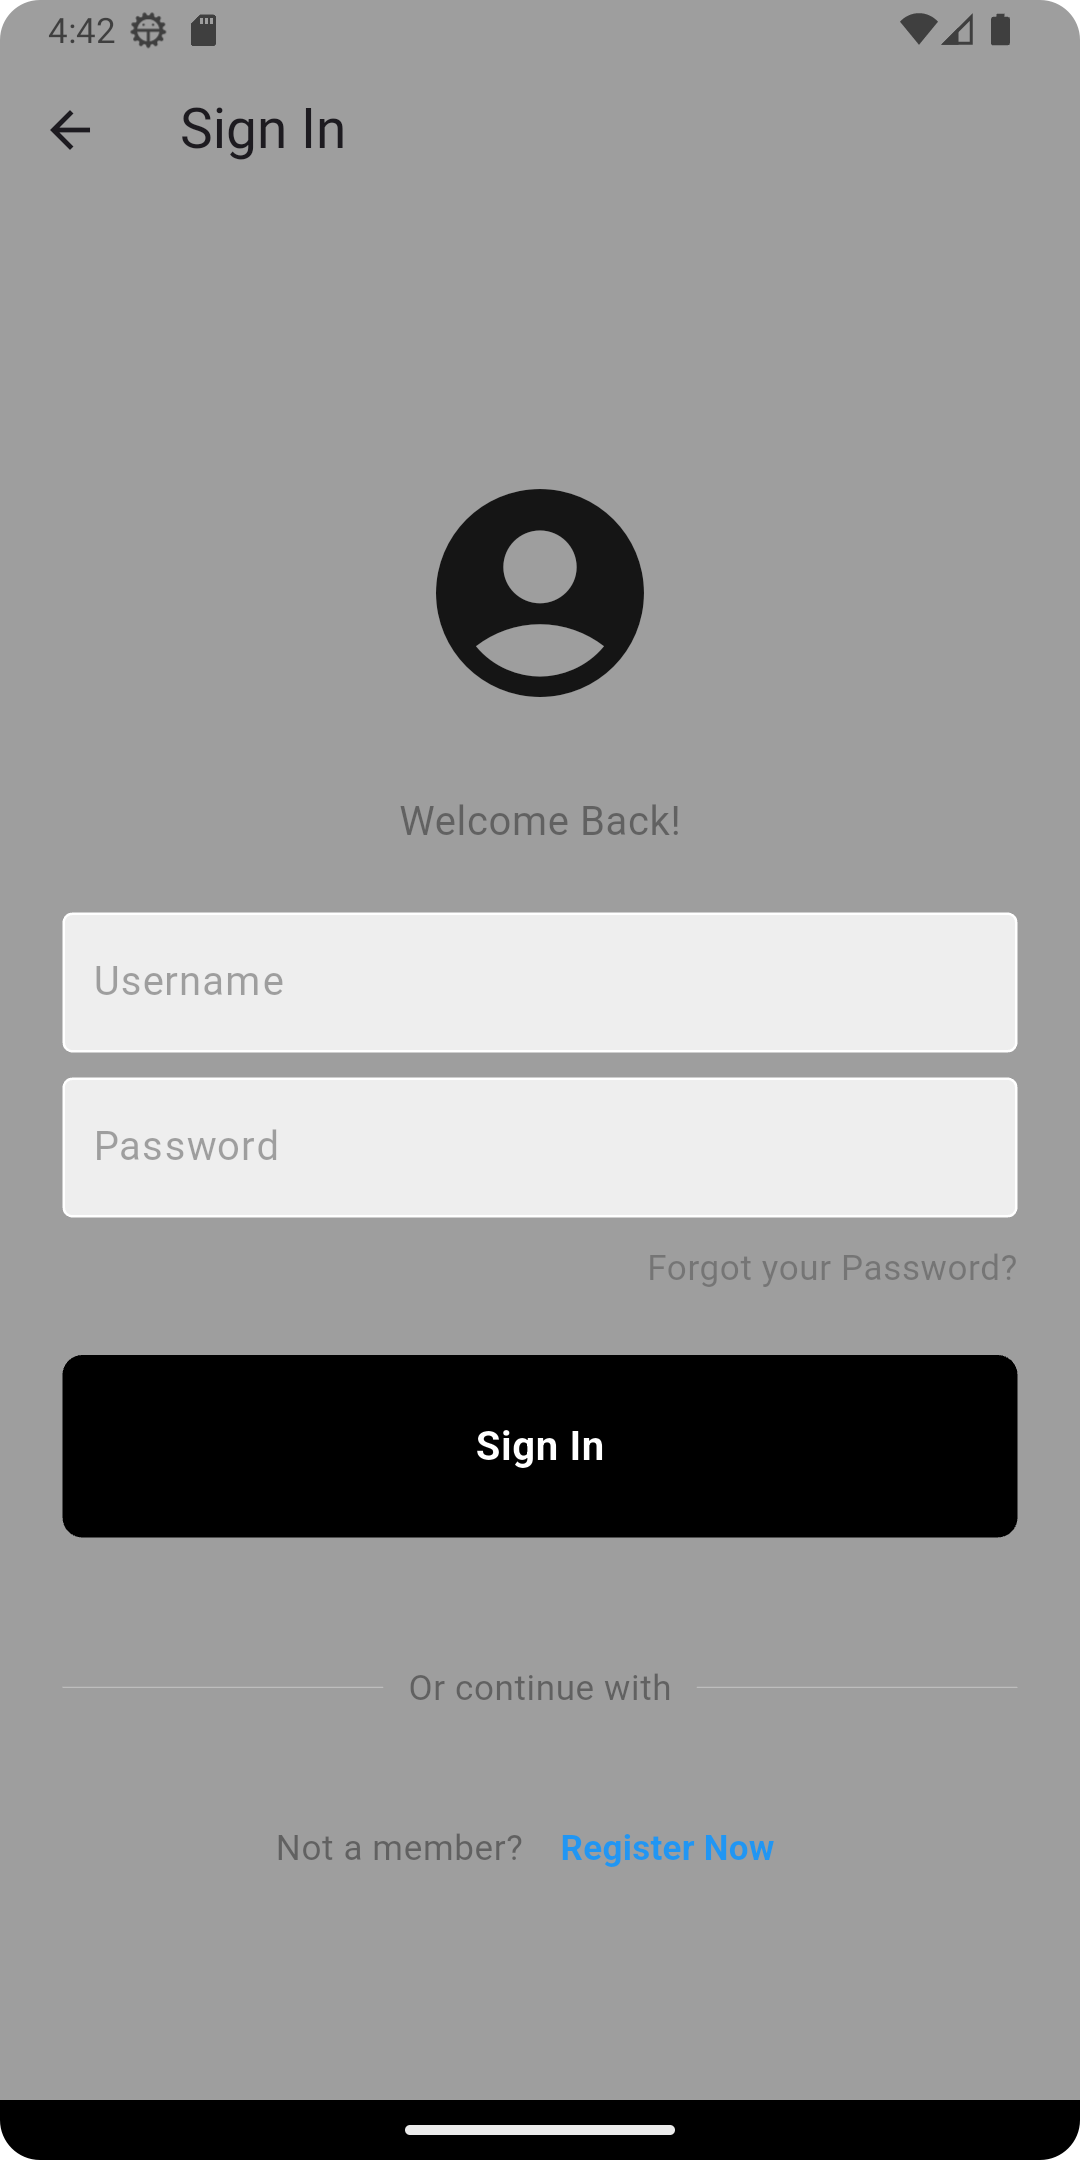 4:42
Sign In
Welcome Back!
Username
Password
Forgot your Password?
Sign In
Or continue with
Not a member? Register Now